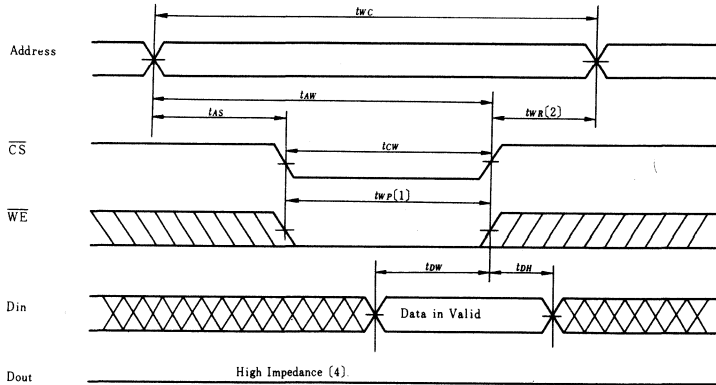 tWC
Address
tAW
tAS
tWR(2)
CS
tCW
tWP(1)
WE
tDW
tDH
Din
Data in Valid
Dout
High Impedance (4).